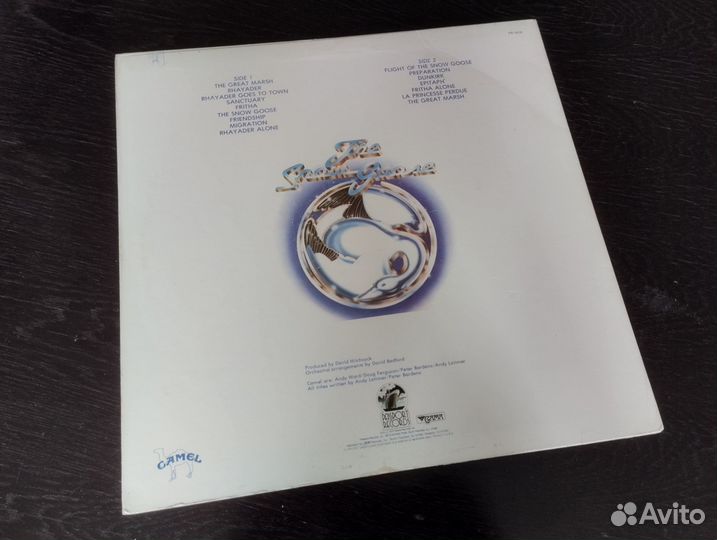 SIDE 1
THE GREAT MARSH
RHAYADER
RHAYADER GOES TO TOWN
SANCTUARY
FRITHA
THE SNOW GOOSE
FRIENDSHIP
MIGRATION
RHAYADER ALONE
SIDE 2
FLIGHT OF THE SNOW GOOSE
PREPARATION
DUNKIRK
EPITAPH
FRITHA ALONE
LA PRINCESSE PERDUE
THE GREAT MARSH
The
Snow Goose
Produced by David Hitchcock
Orchestral arrangements by David Bedford
Camel are: Andy Ward/Doug Ferguson/Peter Bardens/Andy Latimer
All titles written by Andy Latimer/Peter Bardens
PASSPORT
RECORDS
GAMA
CAMEL
Avito